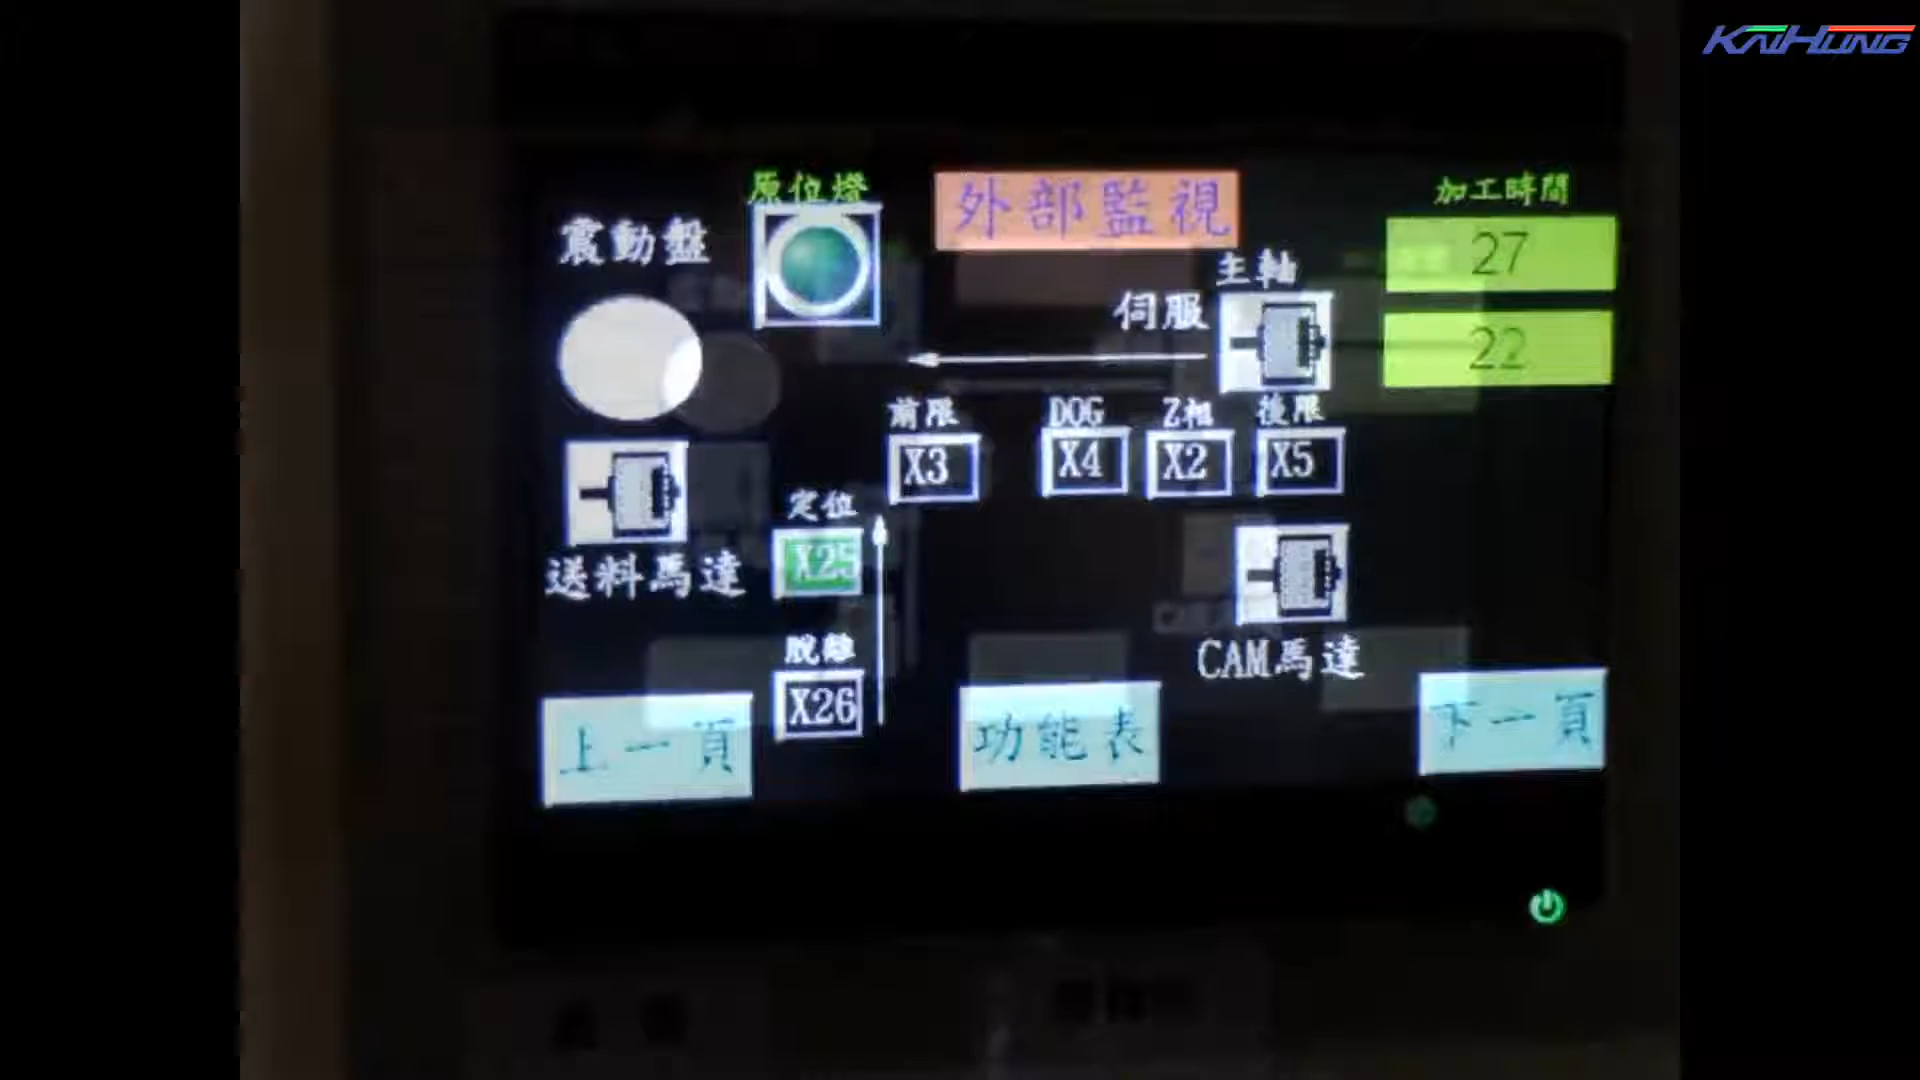 KAIHUNG
原位燈
外部監視
加工時間
震動盤
27
主軸
伺服
22
前限
DOG
Z相
後限
X3
X4
X2
X5
定位
X25
送料馬達
脫離
CAM馬達
X26
上一頁
功能表
下一頁